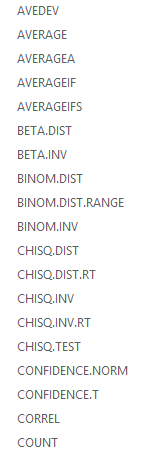 AVEDEV
AVERAGE
AVERAGEA
AVERAGEIF
AVERAGEIFS
BETA.DIST
BETA.INV
BINOM.DIST
BINOM.DIST.RANGE
BINOM.INV
CHISQ.DIST
CHISQ.DIST.RT
CHISQ.INV
CHISQ.INV.RT
CHISQ.TEST
CONFIDENCE.NORM
CONFIDENCE.T
CORREL
COUNT